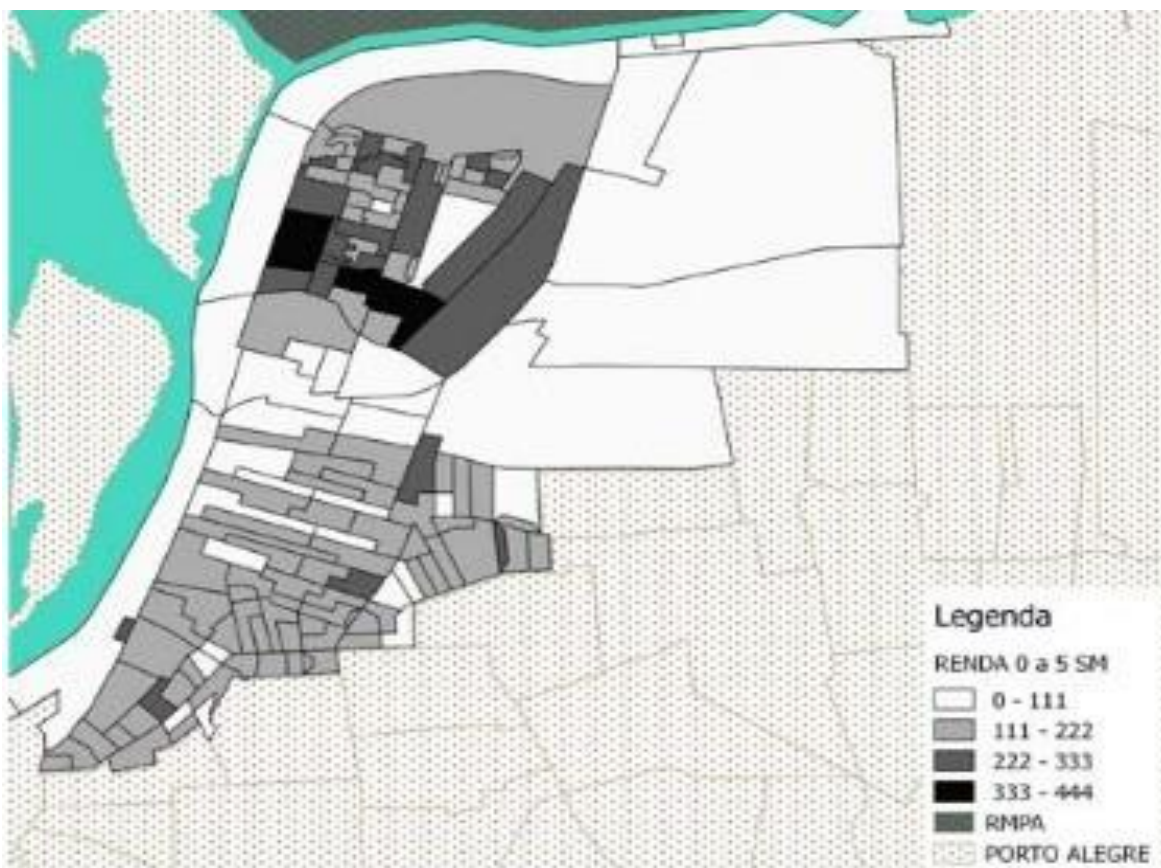 Legenda
RENDA 0 a 5 SM
0 - 111
111 - 222
222 - 333
333 - 444
RMPA
PORTO ALEGRE